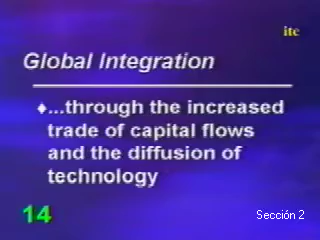 itc
Global Integration
♦...through the increased
trade of capital flows
and the diffusion of
technology
14
Sección 2